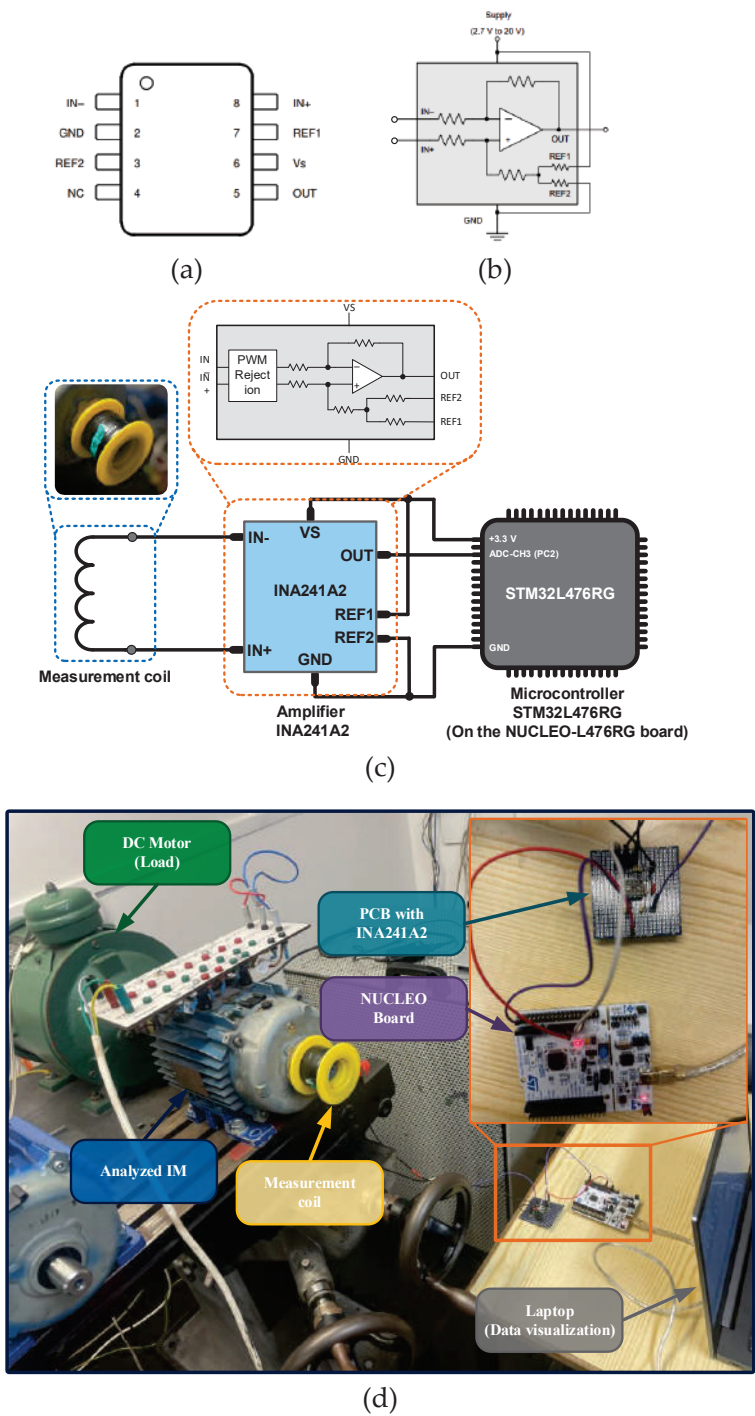 IN–
GND
REF2
NC
1
2
3
4
8
7
6
5
IN+
REF1
Vs
OUT
(a)
Supply
(2.7 V to 20 V)
IN–
IN+
OUT
REF1
REF2
GND
(b)
VS
IN
–
IN
+
PWM
Reject
ion
OUT
REF2
REF1
GND
IN-
VS
OUT
INA241A2
REF1
REF2
IN+
GND
+3.3 V
ADC-CH3 (PC2)
STM32L476RG
GND
Measurement coil
Amplifier
INA241A2
Microcontroller
STM32L476RG
(On the NUCLEO-L476RG board)
(c)
DC Motor
(Load)
PCB with
INA241A2
NUCLEO
Board
Analyzed IM
Measurement
coil
Laptop
(Data visualization)
(d)